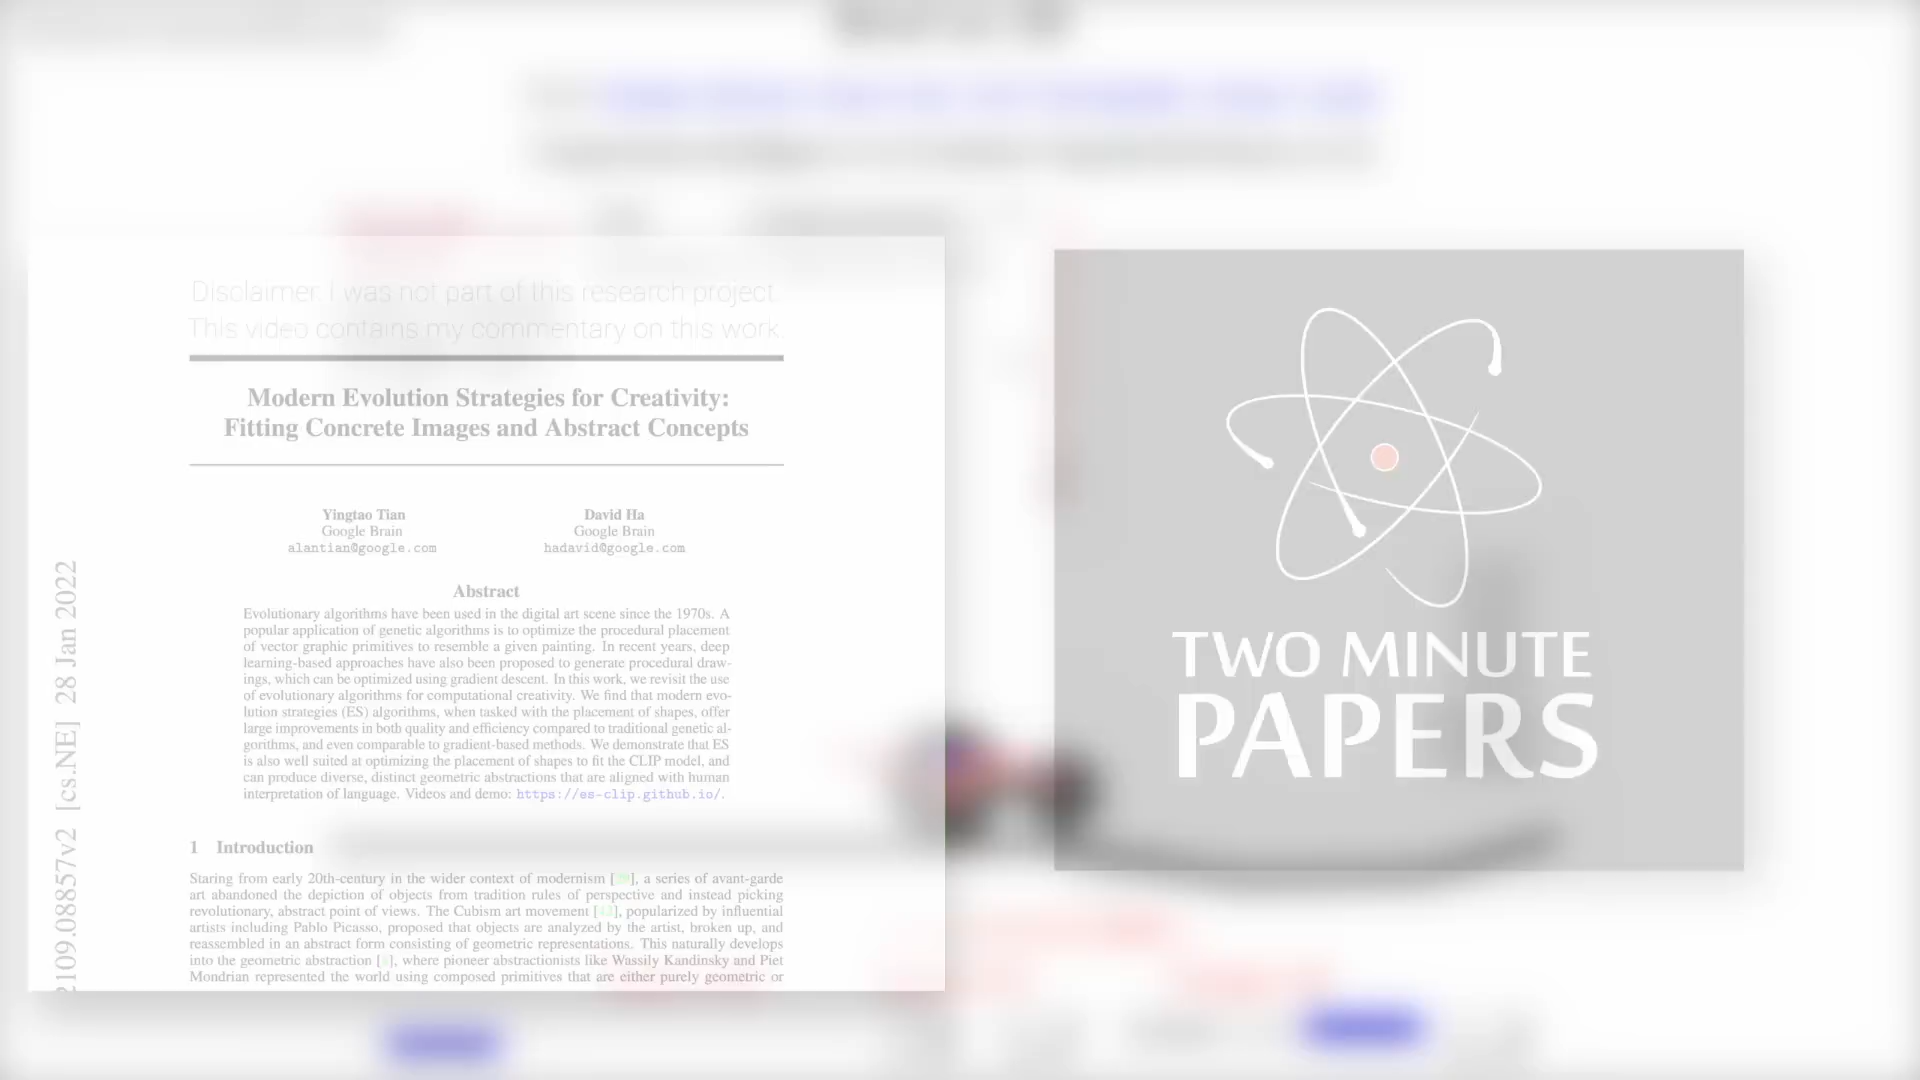 Disclaimer: I was not part of this research project.
This video contains my commentary on this work.
Modern Evolution Strategies for Creativity:
Fitting Concrete Images and Abstract Concepts
Yingtao Tian
Google Brain
alantian@google.com
David Ha
Google Brain
hadavid@google.com
Abstract
Evolutionary algorithms have been used in the digital art scene since the 1970s. A
popular application of genetic algorithms is to optimize the procedural placement
of vector graphic primitives to resemble a given painting. In recent years, deep
learning-based approaches have also been proposed to generate procedural draw-
ings, which can be optimized using gradient descent. In this work, we revisit the use
of evolutionary algorithms for computational creativity. We find that modern evo-
lution strategies (ES) algorithms, when tasked with the placement of shapes, offer
large improvements in both quality and efficiency compared to traditional genetic al-
gorithms, and even comparable to gradient-based methods. We demonstrate that ES
is also well suited at optimizing the placement of shapes to fit the CLIP model, and
can produce diverse, distinct geometric abstractions that are aligned with human
interpretation of language. Videos and demo: https://es-clip.github.io/.
1 Introduction
Staring from early 20th-century in the wider context of modernism [], a series of avant-garde
art abandoned the depiction of objects from tradition rules of perspective and instead picking
revolutionary, abstract point of views. The Cubism art movement [], popularized by influential
artists including Pablo Picasso, proposed that objects are analyzed by the artist, broken up, and
reassembled in an abstract form consisting of geometric representations. This naturally develops
into the geometric abstraction [], where pioneer abstractionists like Wassily Kandinsky and Piet
Mondrian represented the world using composed primitives that are either purely geometric or
2109.08857v2 [cs.NE] 28 Jan 2022
TWO MINUTE
PAPERS